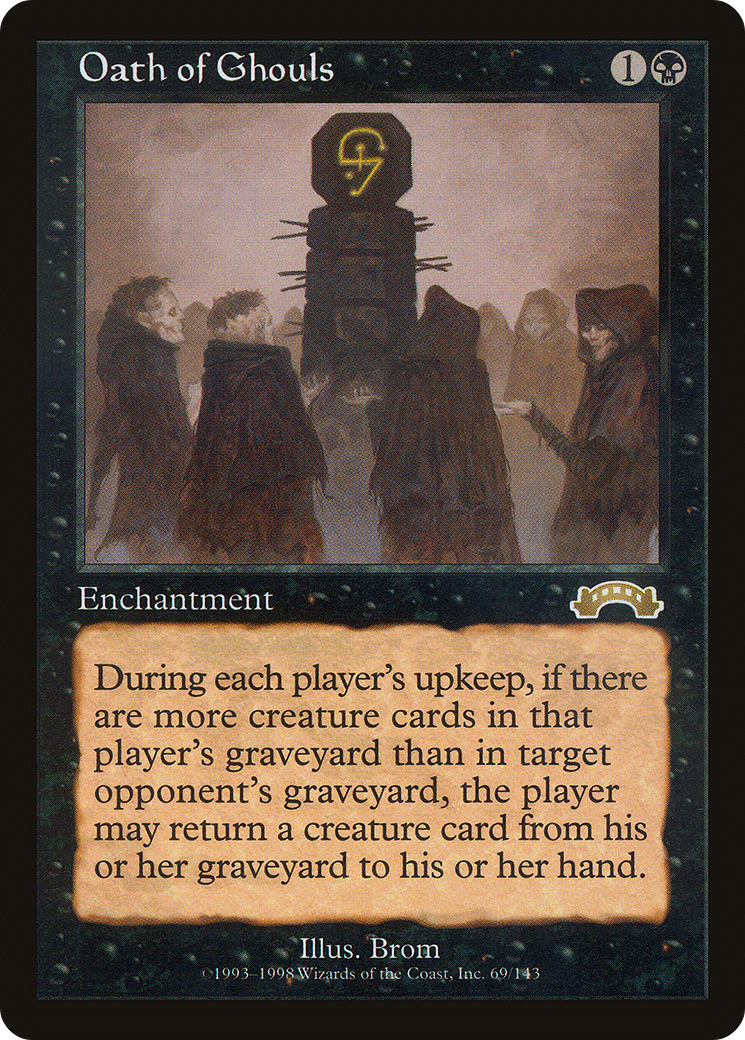 Oath of Ghouls
1
Enchantment
During each player's upkeep, if there
are more creature cards in that
player's graveyard than in target
opponent's graveyard, the player
may return a creature card from his
or her graveyard to his or her hand.
Illus. Brom
©1993–1998 Wizards of the Coast, Inc. 69/143